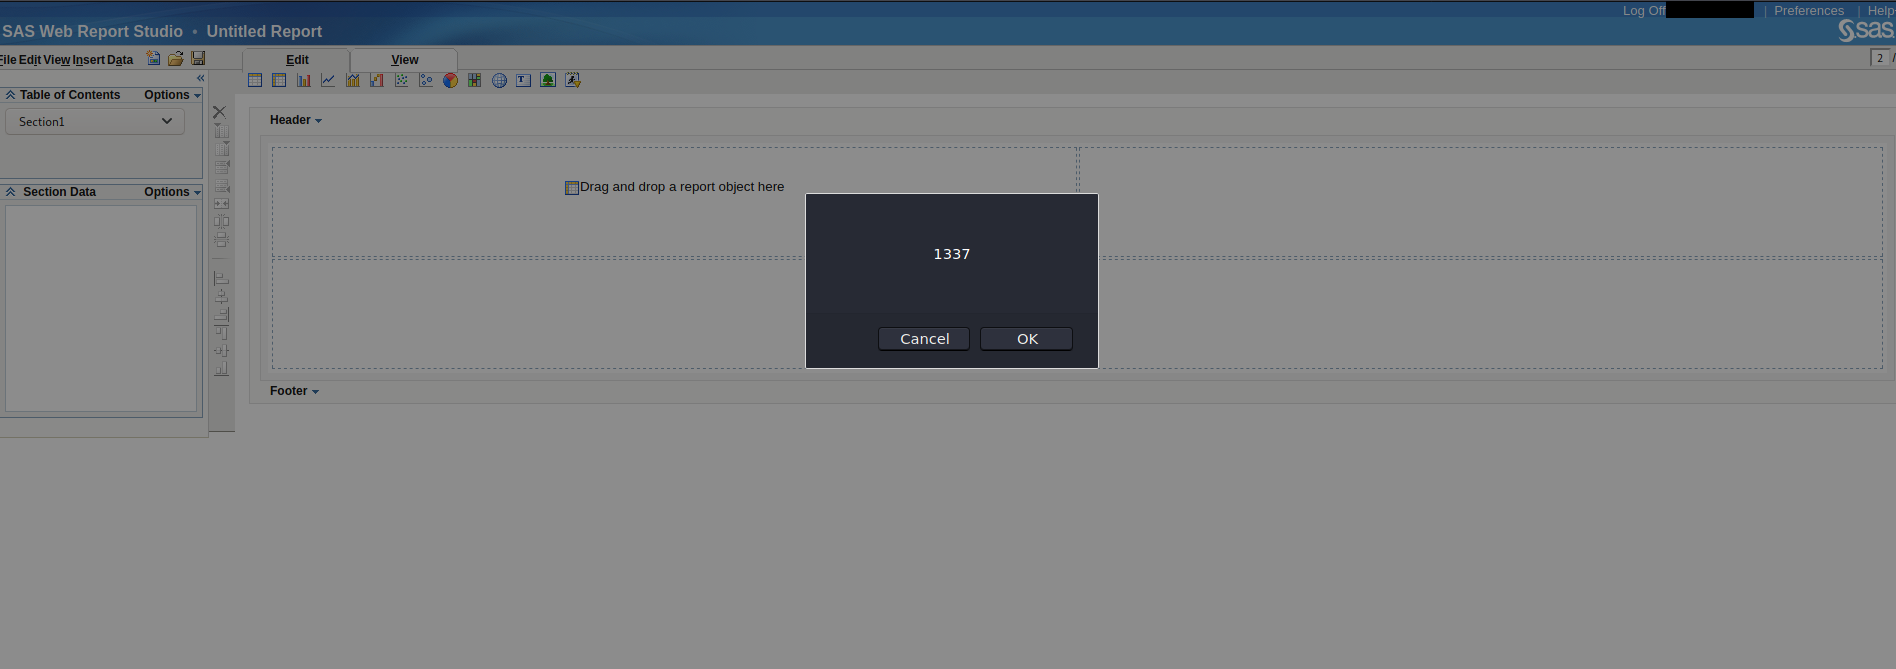 Log Off | Preferences | Help
SAS Web Report Studio • Untitled Report
sas
File Edit View Insert Data
Edit
View
2 /
Table of Contents
Options
Section1
Header
Section Data
Options
Drag and drop a report object here
T
1337
Cancel
OK
Footer